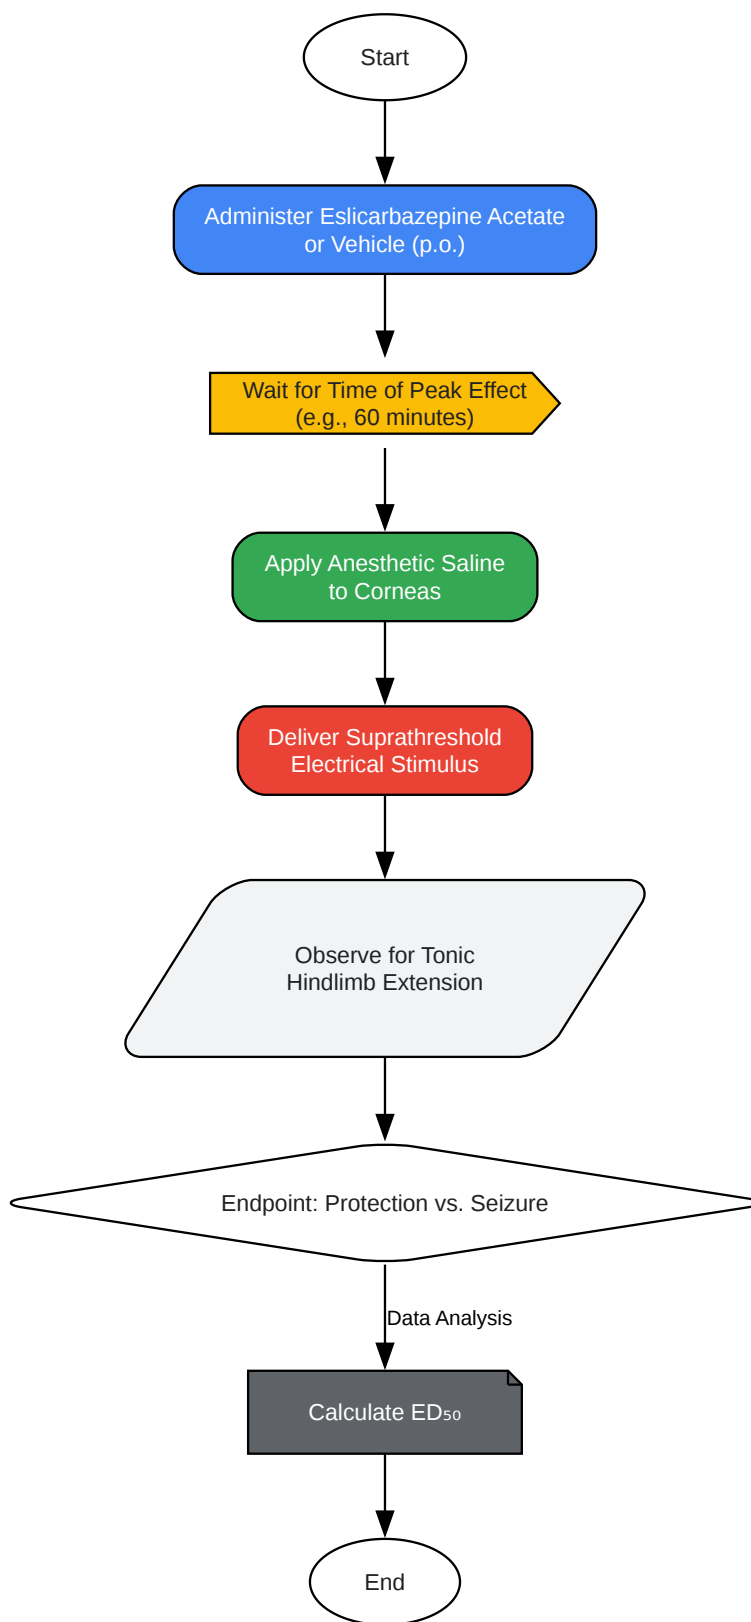 Start
Administer Eslicarbazepine Acetate
or Vehicle (p.o.)
Wait for Time of Peak Effect
(e.g., 60 minutes)
Apply Anesthetic Saline
to Corneas
Deliver Suprathreshold
Electrical Stimulus
Observe for Tonic
Hindlimb Extension
Endpoint: Protection vs. Seizure
Data Analysis
Calculate ED₅₀
End